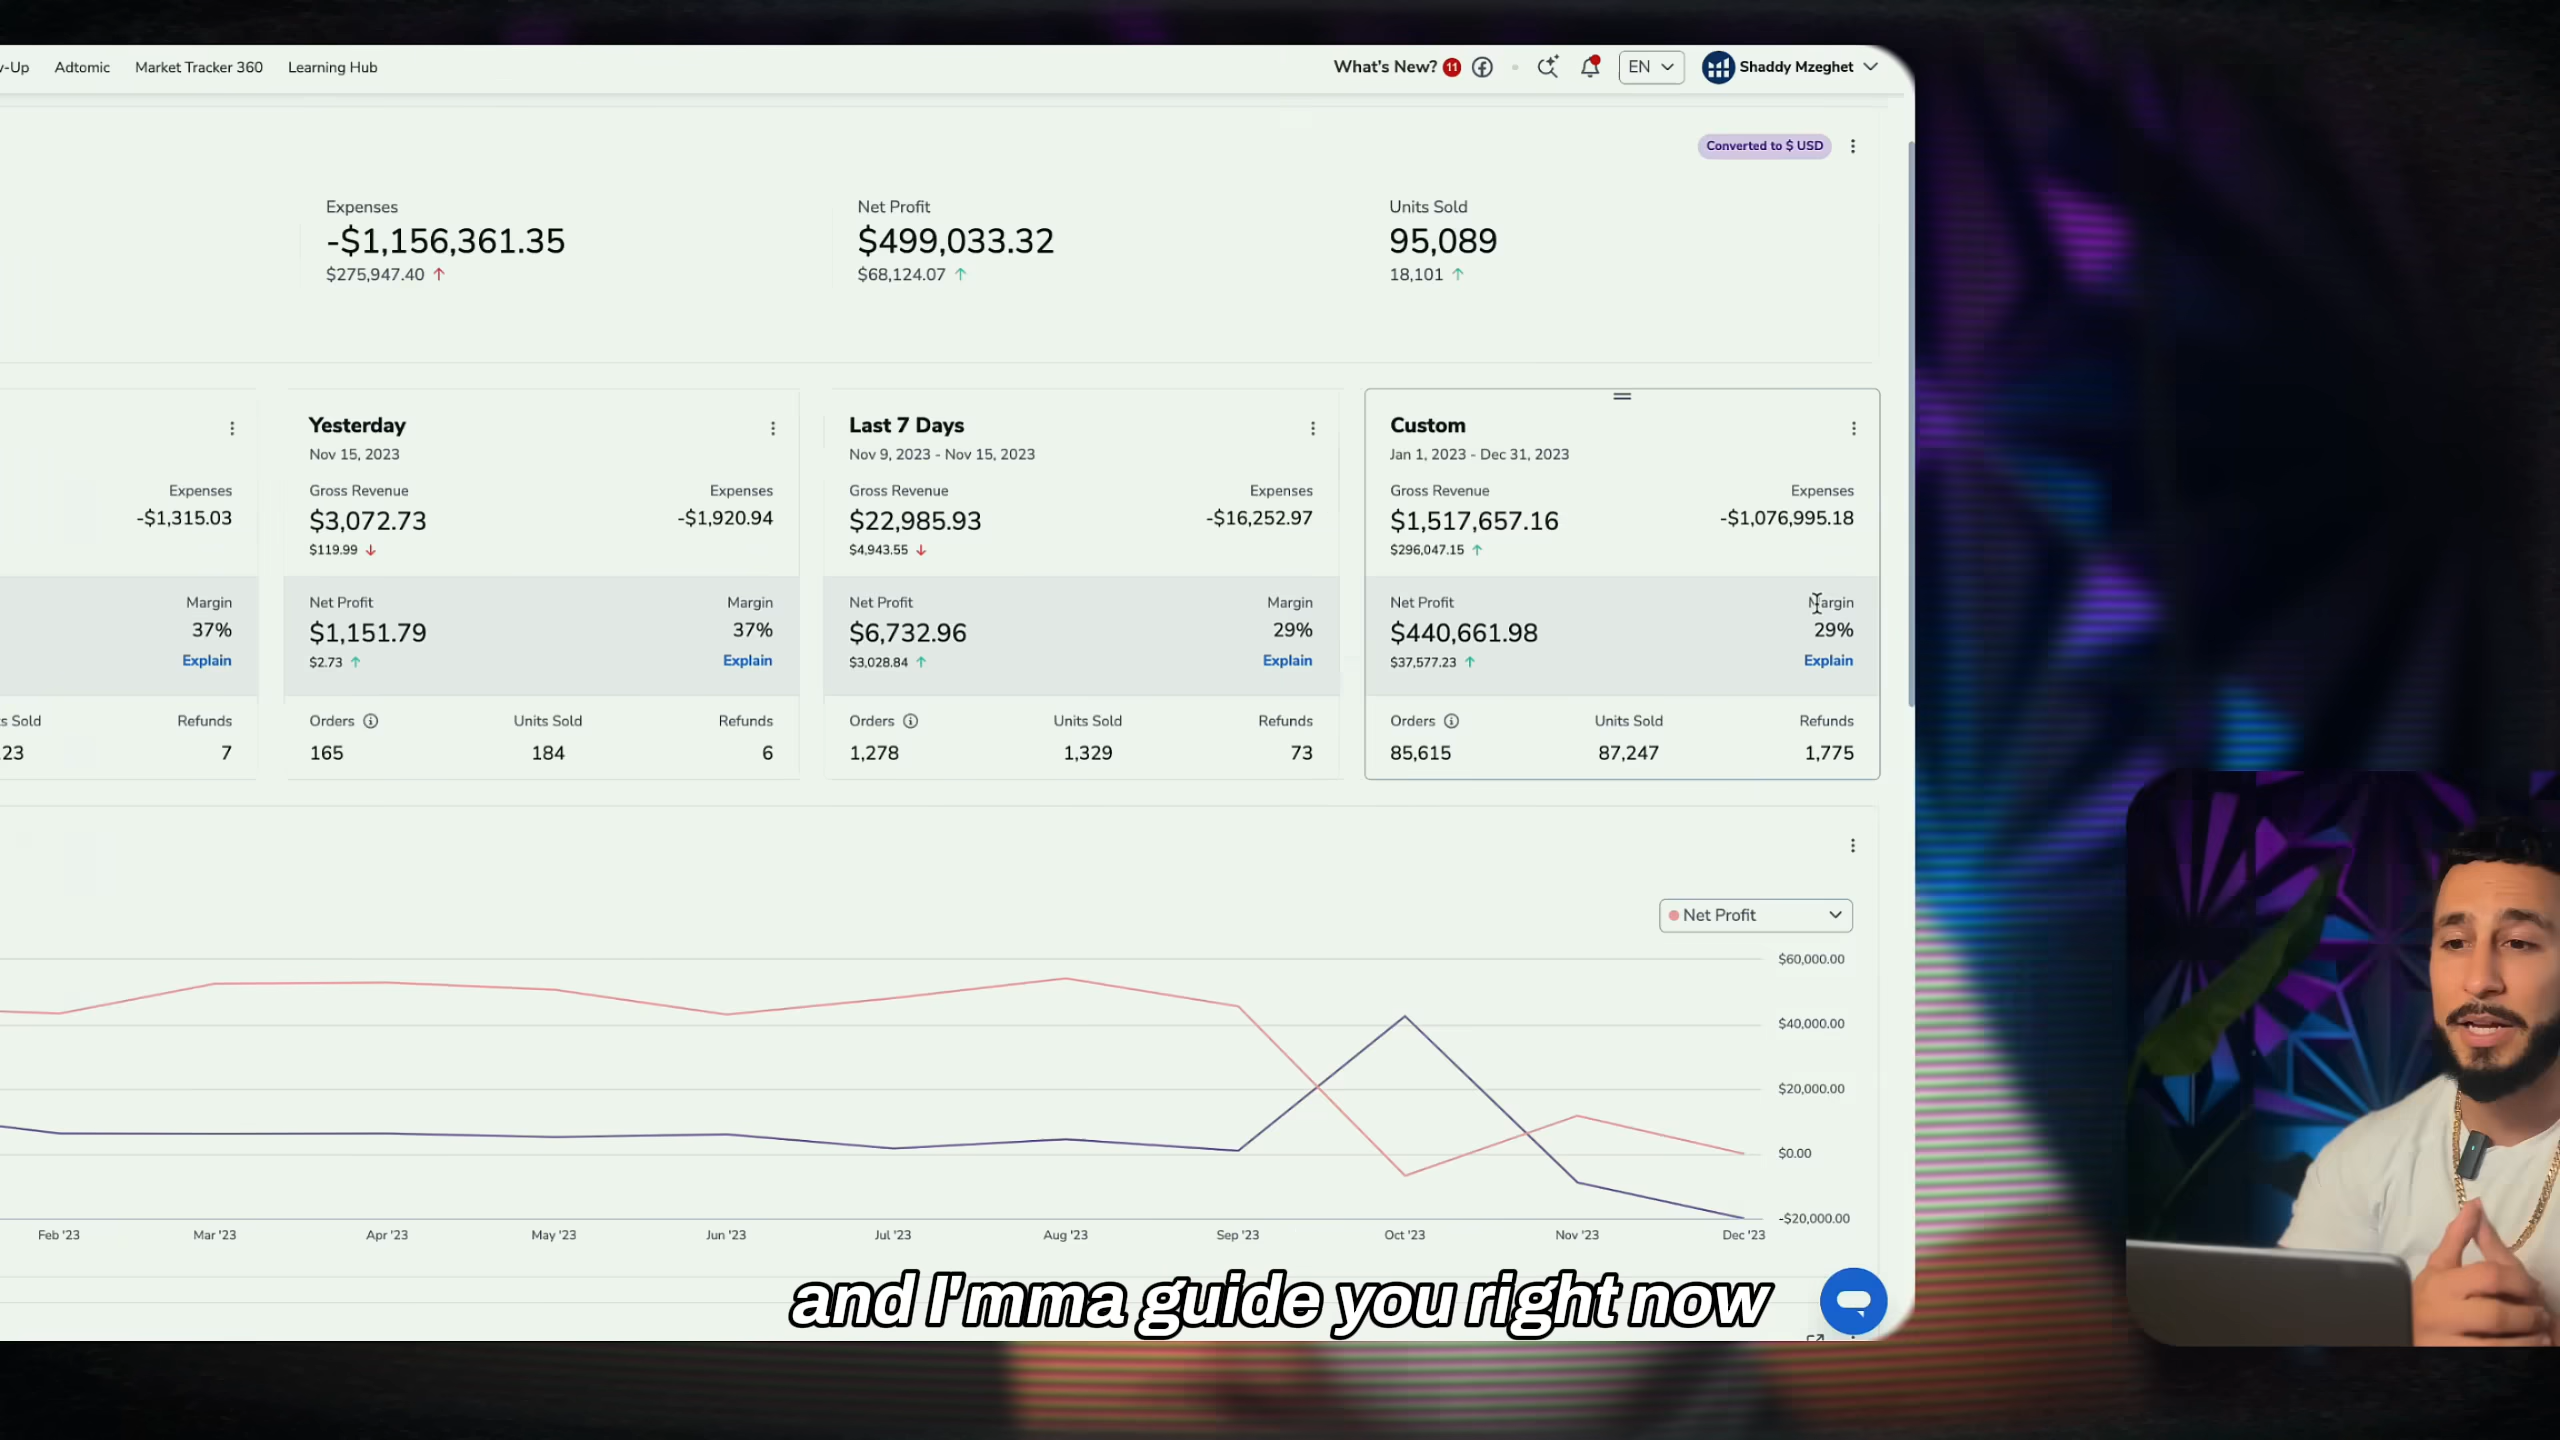 -Up Adtomic Market Tracker 360 Learning Hub What's New? 11 EN Shaddy Mzeghet
Converted to $ USD
Expenses Net Profit Units Sold
-$1,156,361.35 $499,033.32 95,089
$275,947.40 ↑ $68,124.07 ↑ 18,101 ↑
Yesterday Last 7 Days Custom
Nov 15, 2023 Nov 9, 2023 - Nov 15, 2023 Jan 1, 2023 - Dec 31, 2023
Expenses Gross Revenue Expenses Gross Revenue Expenses Gross Revenue Expenses
-$1,315.03 $3,072.73 -$1,920.94 $22,985.93 -$16,252.97 $1,517,657.16 -$1,076,995.18
$119.99 ↓ $4,943.55 ↓ $296,047.15 ↑
Margin Net Profit Margin Net Profit Margin Net Profit Margin
37% $1,151.79 37% $6,732.96 29% $440,661.98 29%
Explain $2.73 ↑ Explain $3,028.84 ↑ Explain $37,577.23 ↑ Explain
s Sold Refunds Orders Units Sold Refunds Orders Units Sold Refunds Orders Units Sold Refunds
23 7 165 184 6 1,278 1,329 73 85,615 87,247 1,775
Net Profit
$60,000.00
$40,000.00
$20,000.00
$0.00
-$20,000.00
Feb '23 Mar '23 Apr '23 May '23 Jun '23 Jul '23 Aug '23 Sep '23 Oct '23 Nov '23 Dec '23
and I'mma guide you right now